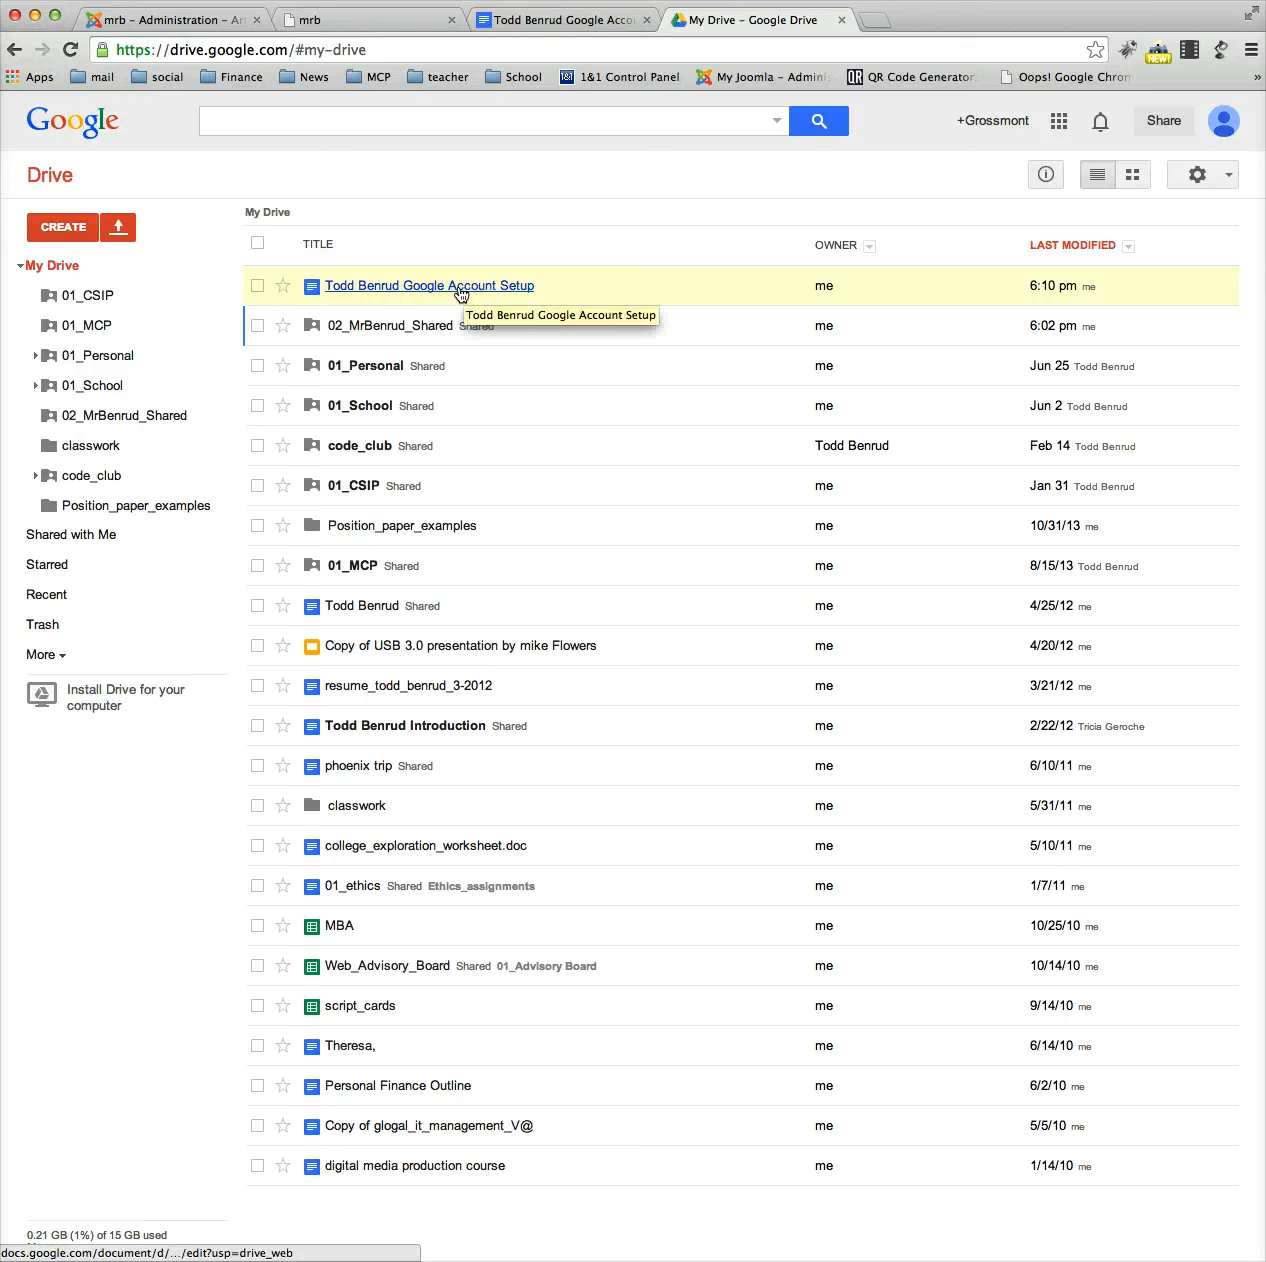 mrb – Administration – Ar
mrb
Todd Benrud Google Accou
My Drive – Google Drive
https://drive.google.com/#my-drive
NEW!
Apps mail social Finance News MCP teacher School 1&1 Control Panel My Joomla – Adminis QR QR Code Generator: Oops! Google Chrom »
Google
+Grossmont
Share
Drive
My Drive
CREATE
TITLE OWNER LAST MODIFIED
My Drive
01_CSIP
01_MCP
01_Personal
01_School
02_MrBenrud_Shared
classwork
code_club
Position_paper_examples
Shared with Me
Starred
Recent
Trash
More
Install Drive for your
computer
Todd Benrud Google Account Setup me 6:10 pm me
Todd Benrud Google Account Setup
02_MrBenrud_Shared Shared me 6:02 pm me
01_Personal Shared me Jun 25 Todd Benrud
01_School Shared me Jun 2 Todd Benrud
code_club Shared Todd Benrud Feb 14 Todd Benrud
01_CSIP Shared me Jan 31 Todd Benrud
Position_paper_examples me 10/31/13 me
01_MCP Shared me 8/15/13 Todd Benrud
Todd Benrud Shared me 4/25/12 me
Copy of USB 3.0 presentation by mike Flowers me 4/20/12 me
resume_todd_benrud_3-2012 me 3/21/12 me
Todd Benrud Introduction Shared me 2/22/12 Tricia Geroche
phoenix trip Shared me 6/10/11 me
classwork me 5/31/11 me
college_exploration_worksheet.doc me 5/10/11 me
01_ethics Shared Ethics_assignments me 1/7/11 me
MBA me 10/25/10 me
Web_Advisory_Board Shared 01_Advisory Board me 10/14/10 me
script_cards me 9/14/10 me
Theresa, me 6/14/10 me
Personal Finance Outline me 6/2/10 me
Copy of glogal_it_management_V@ me 5/5/10 me
digital media production course me 1/14/10 me
0.21 GB (1%) of 15 GB used
docs.google.com/document/d/.../edit?usp=drive_web